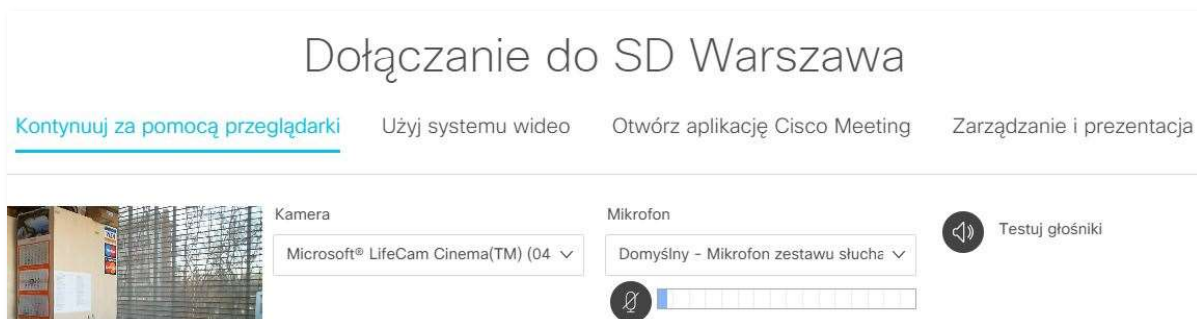 Dołączanie do SD Warszawa
Kontynuuj za pomocą przeglądarki
Użyj systemu wideo
Otwórz aplikację Cisco Meeting
Zarządzanie i prezentacja
Kamera
Mikrofon
Microsoft® LifeCam Cinema(TM) (04
Domyślny - Mikrofon zestawu słucha
Testuj głośniki